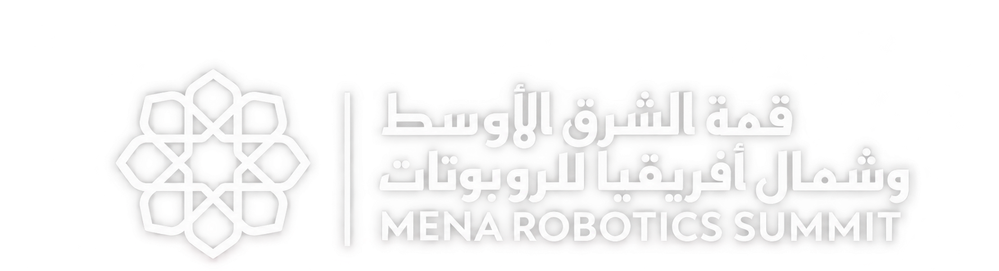 قمة الشرق الأوسط
وشمال أفريقيا للروبوتات
MENA ROBOTICS SUMMIT